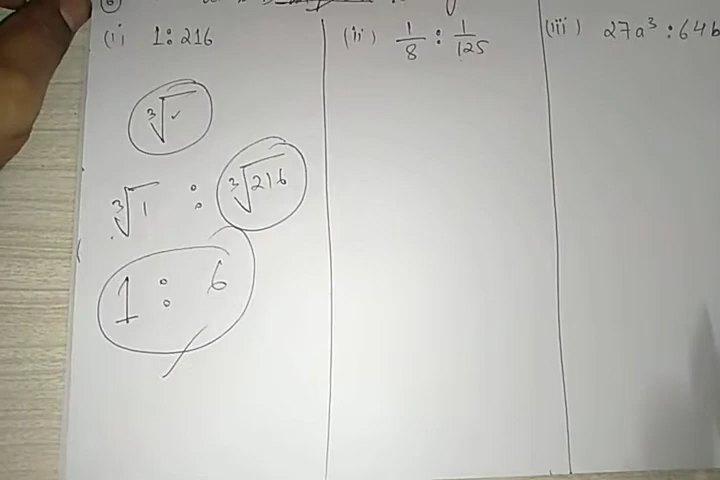 (i) 1 : 216
∛✓
∛1 : ∛216
1 : 6
(ii) 1/8 : 1/125
(iii) 27a³ : 64b